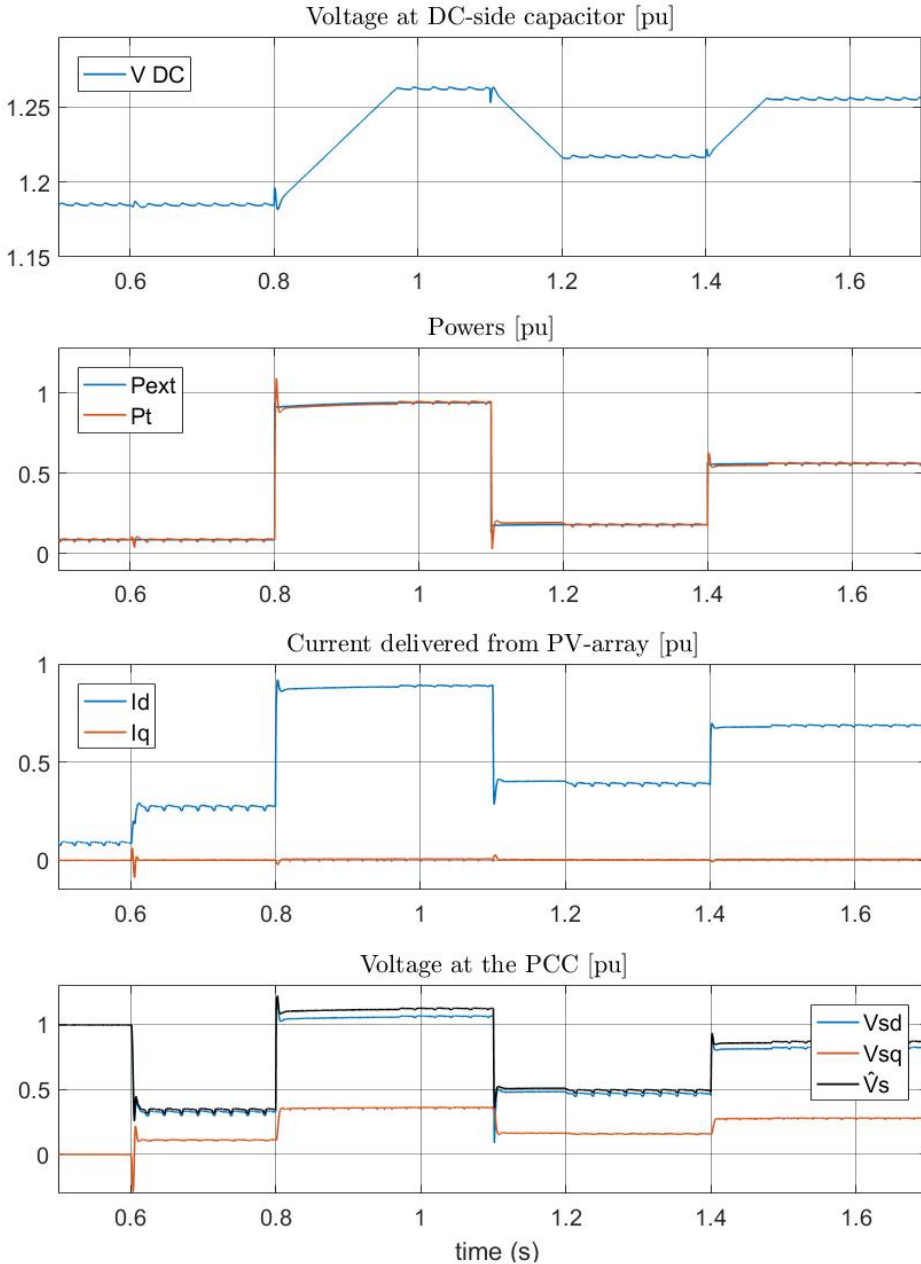 Voltage at DC-side capacitor [pu]
V DC
1.25
1.2
1.15
0.6 0.8 1 1.2 1.4 1.6
Powers [pu]
Pext
Pt
1
0.5
0
0.6 0.8 1 1.2 1.4 1.6
Current delivered from PV-array [pu]
1
Id
Iq
0.5
0
0.6 0.8 1 1.2 1.4 1.6
Voltage at the PCC [pu]
Vsd
Vsq
V̂s
1
0.5
0
0.6 0.8 1 1.2 1.4 1.6
time (s)